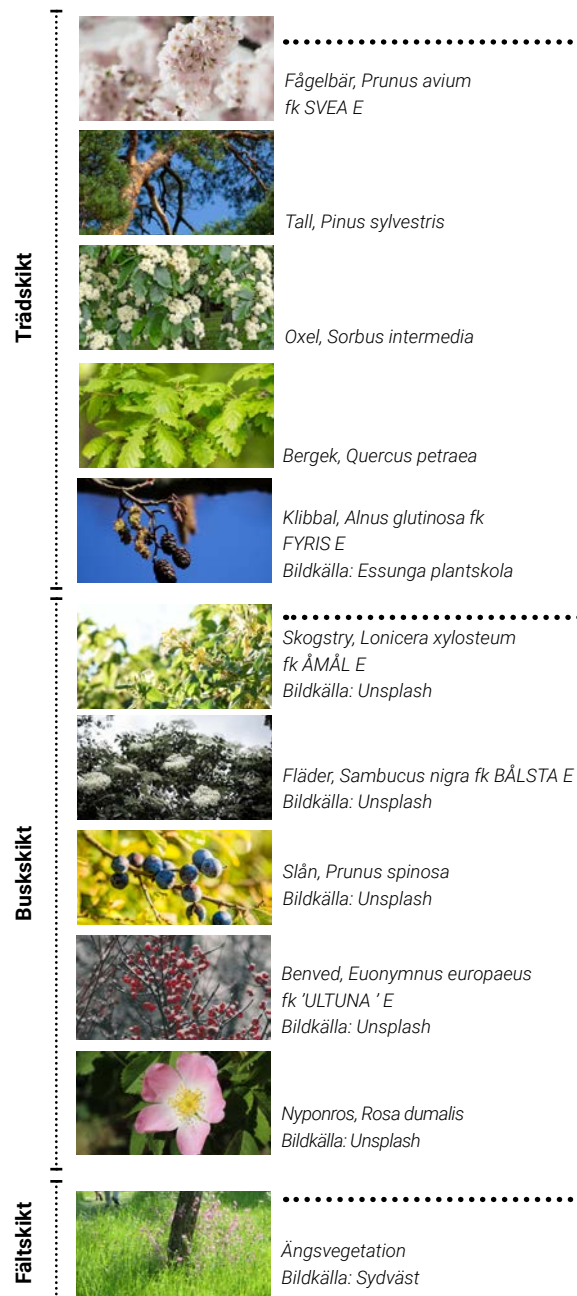 Trädskikt
Fågelbär, Prunus avium
fk SVEA E
Tall, Pinus sylvestris
Oxel, Sorbus intermedia
Bergek, Quercus petraea
Klibbal, Alnus glutinosa fk
FYRIS E
Bildkälla: Essunga plantskola
Buskskikt
Skogstry, Lonicera xylosteum
fk ÅMÅL E
Bildkälla: Unsplash
Fläder, Sambucus nigra fk BÅLSTA E
Bildkälla: Unsplash
Slån, Prunus spinosa
Bildkälla: Unsplash
Benved, Euonymnus europaeus
fk ’ULTUNA ’ E
Bildkälla: Unsplash
Nyponros, Rosa dumalis
Bildkälla: Unsplash
Fältskikt
Ängsvegetation
Bildkälla: Sydväst